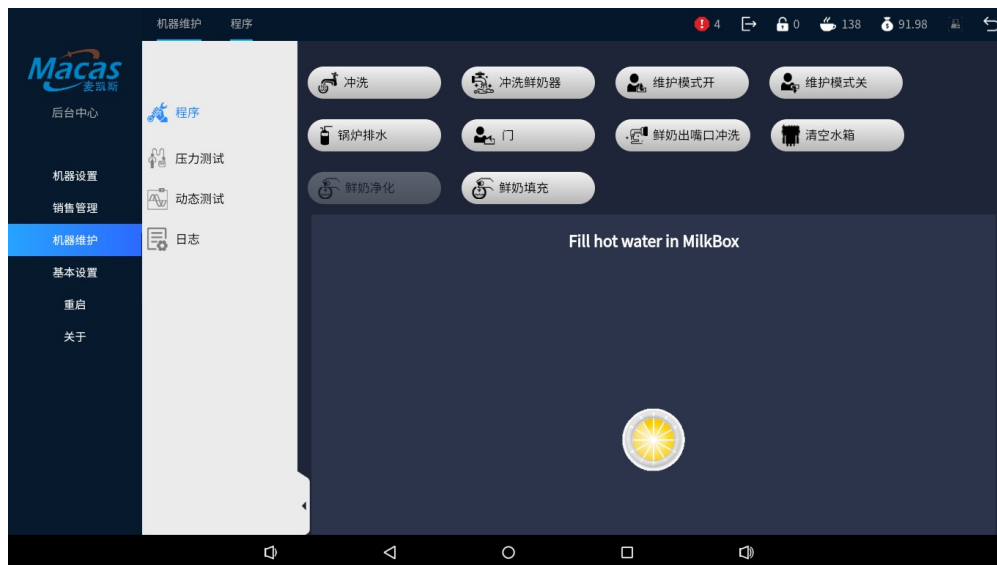 机器维护 程序
4 0 138 91.98
Macas
麦凯斯
后台中心
机器设置
销售管理
机器维护
基本设置
重启
关于
程序
压力测试
动态测试
日志
冲洗 冲洗鲜奶器 维护模式开 维护模式关
锅炉排水 门 鲜奶出嘴口冲洗 清空水箱
鲜奶净化 鲜奶填充
Fill hot water in MilkBox